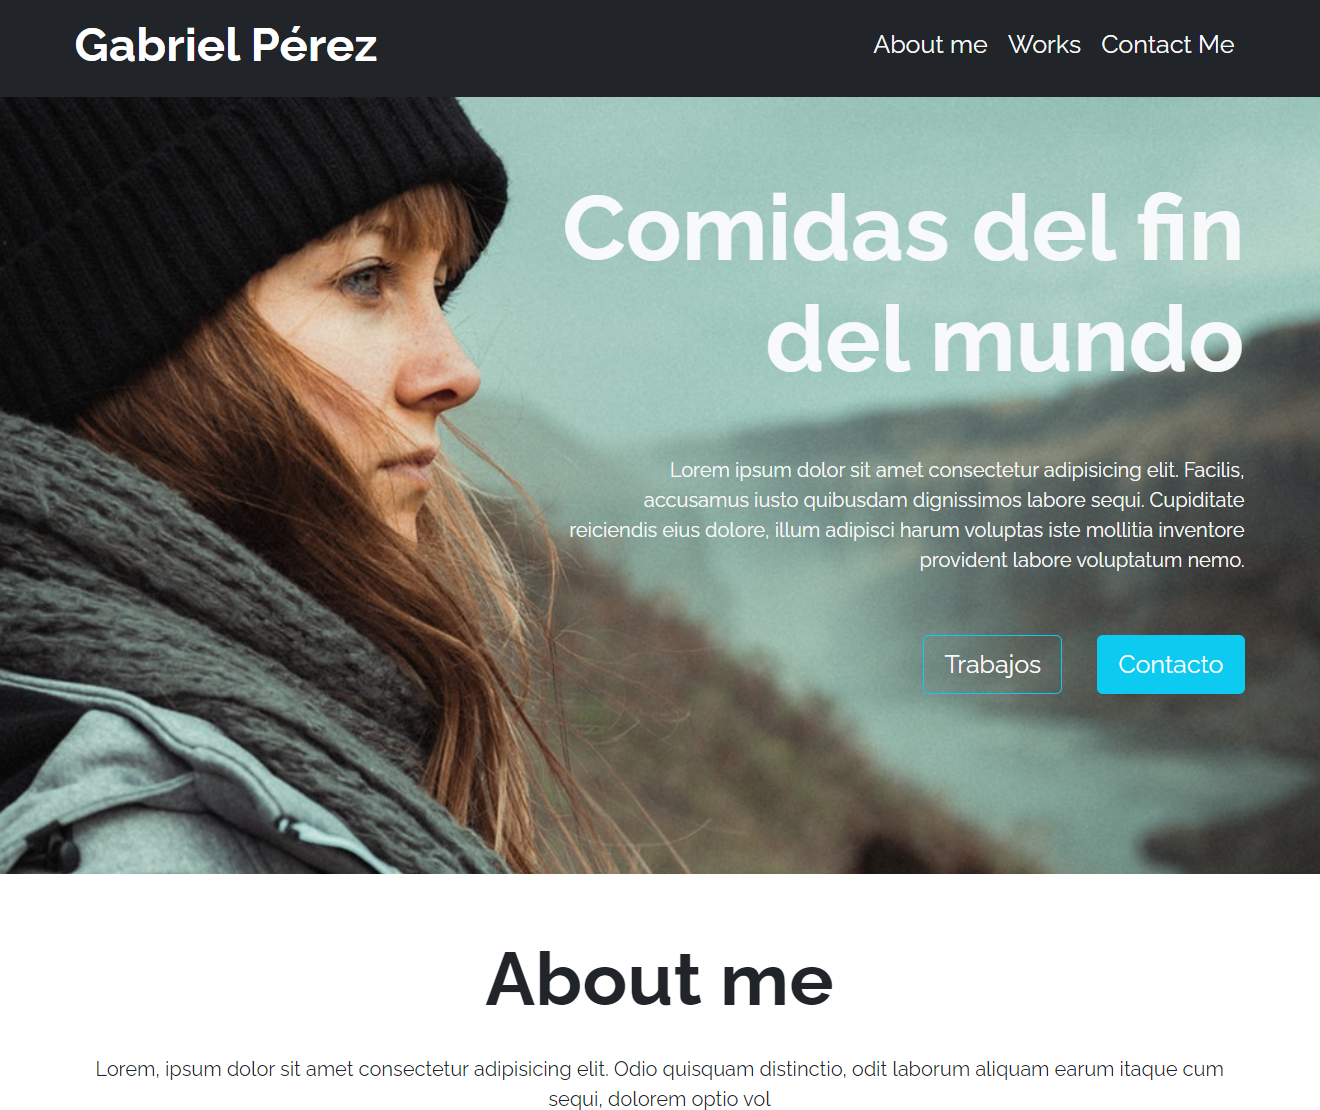 Gabriel Pérez
About me Works Contact Me
Comidas del fin
del mundo
Lorem ipsum dolor sit amet consectetur adipisicing elit. Facilis,
accusamus iusto quibusdam dignissimos labore sequi. Cupiditate
reiciendis eius dolore, illum adipisci harum voluptas iste mollitia inventore
provident labore voluptatum nemo.
Trabajos Contacto
About me
Lorem, ipsum dolor sit amet consectetur adipisicing elit. Odio quisquam distinctio, odit laborum aliquam earum itaque cum
sequi, dolorem optio vol